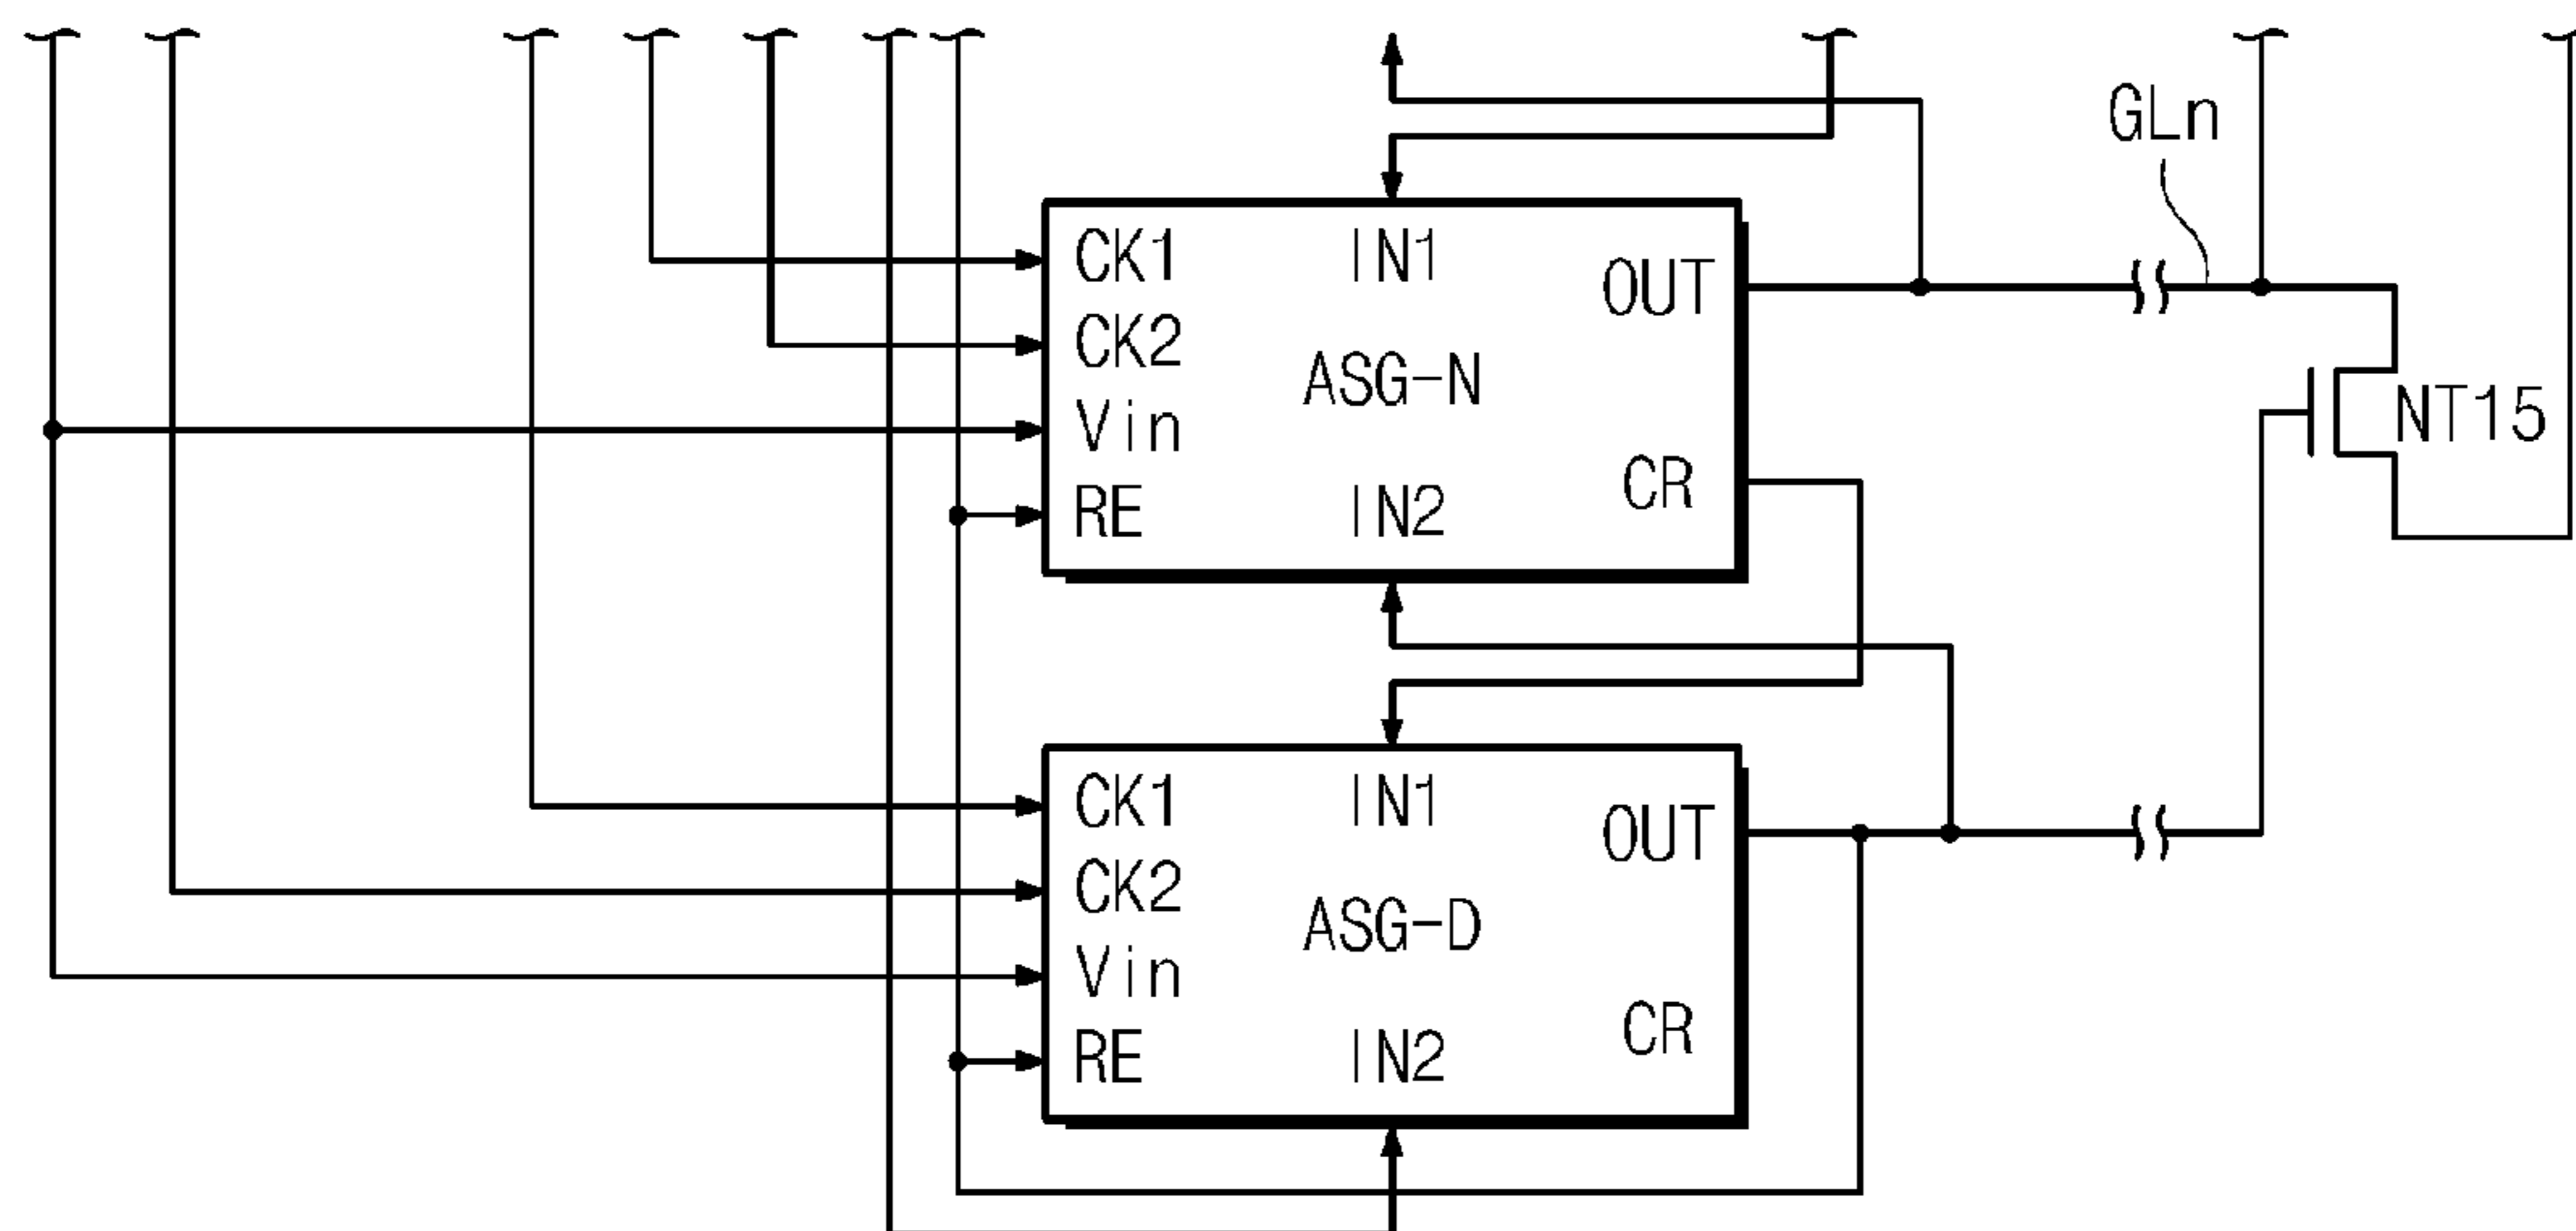 GLn
CK1
IN1
OUT
CK2
ASG-N
NT15
Vin
CR
RE
IN2
CK1
IN1
OUT
CK2
ASG-D
Vin
CR
RE
IN2